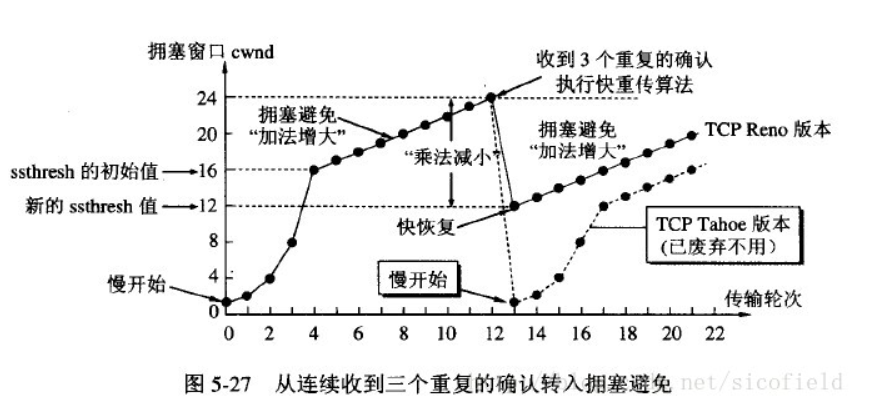 拥塞窗口 cwnd
收到 3 个重复的确认
执行快重传算法
24
拥塞避免
“加法增大”
拥塞避免
“加法增大”
TCP Reno 版本
20
“乘法减小”
ssthresh 的初始值
16
新的 ssthresh 值
12
快恢复
TCP Tahoe 版本
(已废弃不用）
8
4
慢开始
慢开始
传输轮次
0
0 2 4 6 8 10 12 14 16 18 20 22
图 5-27 从连续收到三个重复的确认转入拥塞避免
.net/sicofield